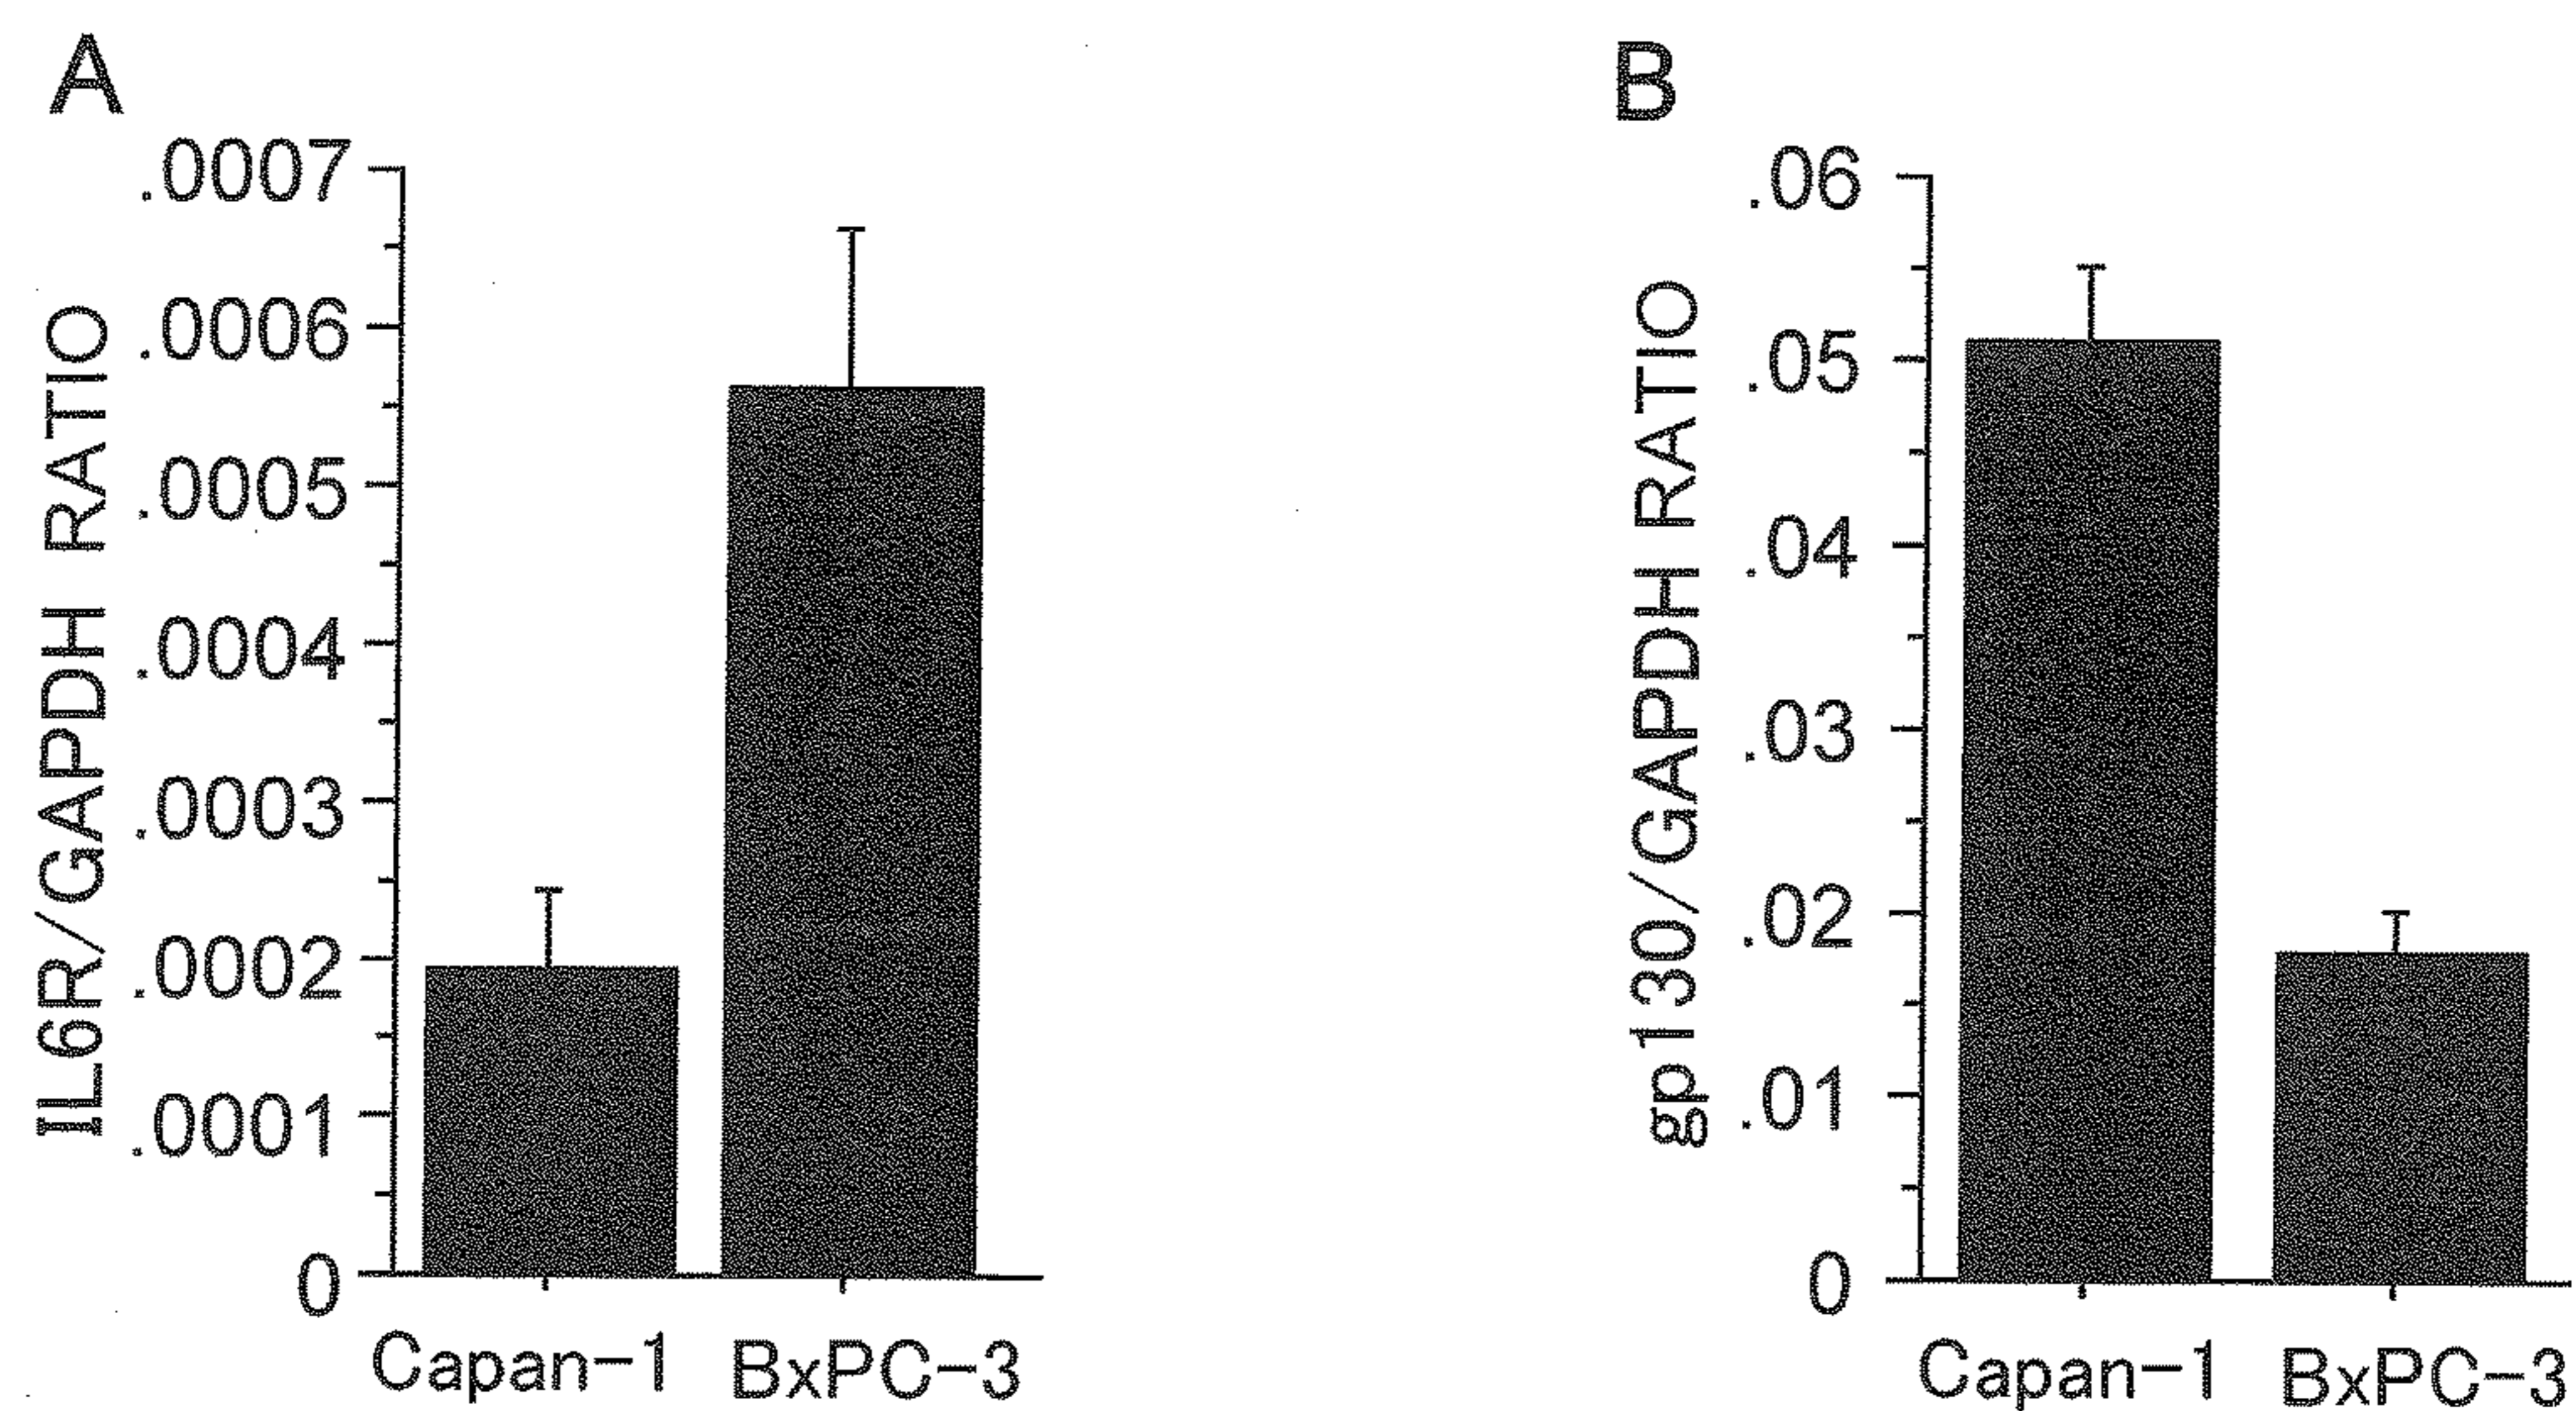 A
IL6R/GAPDH RATIO
.0007
.0006
.0005
.0004
.0003
.0002
.0001
0
Capan-1
BxPC-3
B
gp130/GAPDH RATIO
.06
.05
.04
.03
.02
.01
0
Capan-1
BxPC-3